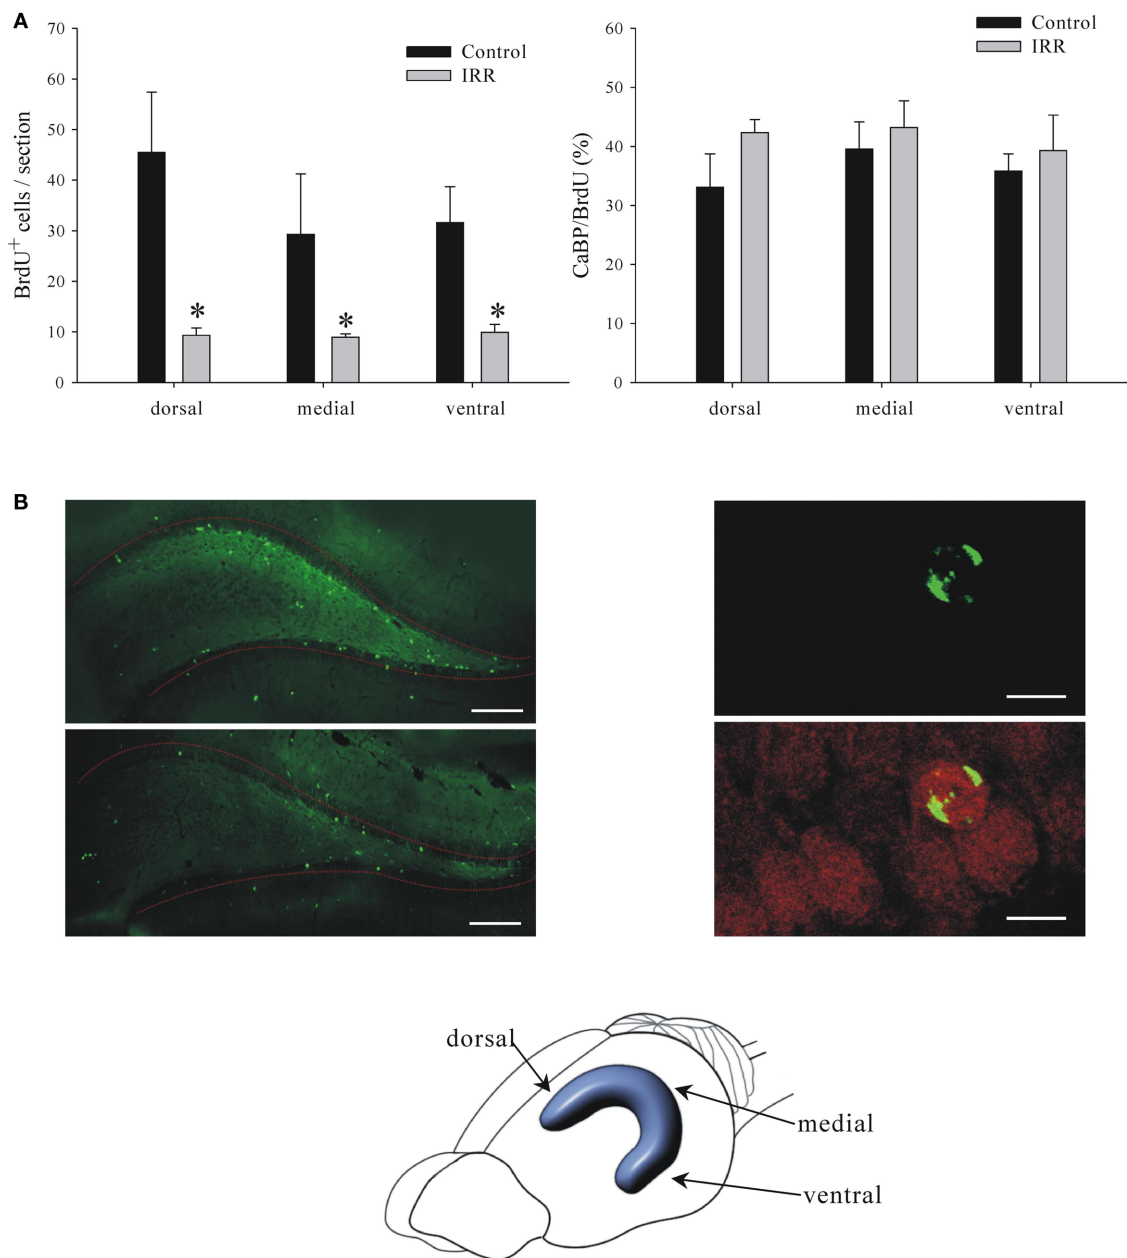 A
70
60
50
40
30
20
10
0
BrdU+ cells / section
Control
IRR
*
*
*
dorsal
medial
ventral
60
50
40
30
20
10
0
CaBP/BrdU (%)
Control
IRR
dorsal
medial
ventral
B
dorsal
medial
ventral